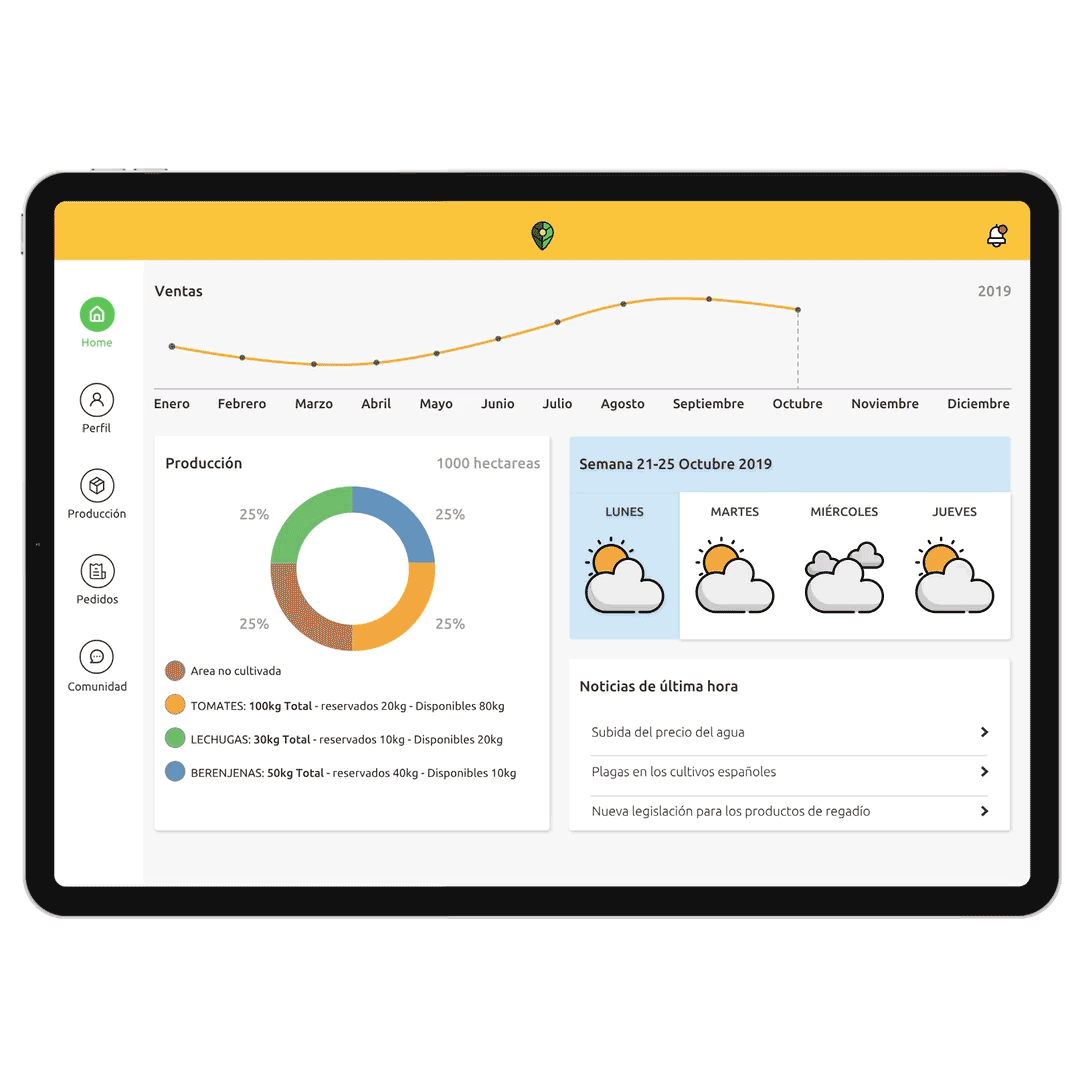 Ventas
2019
Enero Febrero Marzo Abril Mayo Junio Julio Agosto Septiembre Octubre Noviembre Diciembre
Home
Perfil
Producción
Pedidos
Comunidad
Producción
1000 hectareas
25% 25%
25% 25%
Area no cultivada
TOMATES: 100kg Total - reservados 20kg - Disponibles 80kg
LECHUGAS: 30kg Total - reservados 10kg - Disponibles 20kg
BERENJENAS: 50kg Total - reservados 40kg - Disponibles 10kg
Semana 21-25 Octubre 2019
LUNES MARTES MIÉRCOLES JUEVES
Noticias de última hora
Subida del precio del agua
Plagas en los cultivos españoles
Nueva legislación para los productos de regadío